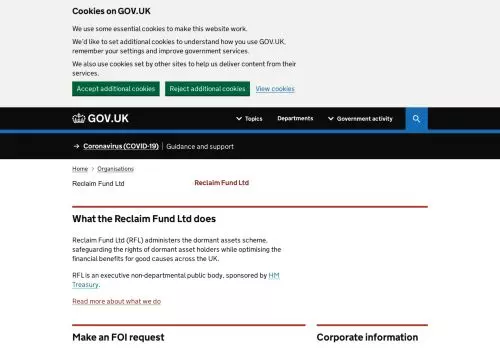 Cookies on GOV.UK
We use some essential cookies to make this website work.
We'd like to set additional cookies to understand how you use GOV.UK,
remember your settings and improve government services.
We also use cookies set by other sites to help us deliver content from their
services.
Accept additional cookies Reject additional cookies View cookies
GOV.UK Topics Departments Government activity
→ Coronavirus (COVID-19) Guidance and support
Home > Organisations
Reclaim Fund Ltd Reclaim Fund Ltd
What the Reclaim Fund Ltd does
Reclaim Fund Ltd (RFL) administers the dormant assets scheme,
safeguarding the rights of dormant asset holders while optimising the
financial benefits for good causes across the UK.
RFL is an executive non-departmental public body, sponsored by HM
Treasury.
Read more about what we do
Make an FOI request Corporate information